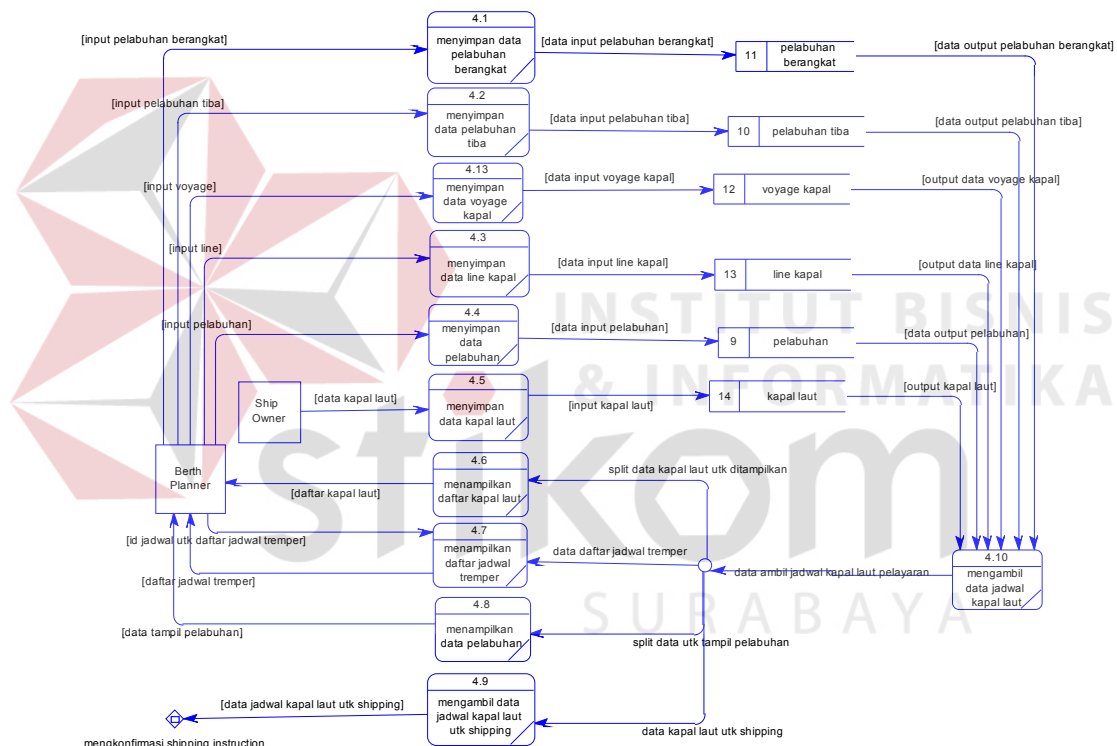 4.1
menyimpan data
pelabuhan
berangkat
[input pelabuhan berangkat]
[data input pelabuhan berangkat]
11
pelabuhan
berangkat
[data output pelabuhan berangkat]
4.2
menyimpan
data pelabuhan
tiba
[input pelabuhan tiba]
[data input pelabuhan tiba]
10
pelabuhan tiba
[data output pelabuhan tiba]
4.13
menyimpan
data voyage
kapal
[input voyage]
[data input voyage kapal]
12
voyage kapal
[output data voyage kapal]
4.3
menyimpan
data line kapal
[input line]
[data input line kapal]
13
line kapal
[output data line kapal]
INSTITUT BISNIS
4.4
menyimpan
data
pelabuhan
[input pelabuhan]
[data input pelabuhan]
9
pelabuhan
[data output pelabuhan]
& INFORMATIKA
Ship
Owner
[data kapal laut]
4.5
menyimpan
data kapal laut
[input kapal laut]
14
kapal laut
[output kapal laut]
stikom
Berth
Planner
[daftar kapal laut]
4.6
menampilkan
daftar kapal laut
split data kapal laut utk ditampilkan
[id jadwal utk daftar jadwal tremper]
4.7
menampilkan
daftar jadwal
tremper
data daftar jadwal tremper
[daftar jadwal tremper]
data ambil jadwal kapal laut pelayaran
4.10
mengambil
data jadwal
kapal laut
SURABAYA
4.8
menampilkan
data pelabuhan
[data tampil pelabuhan]
split data utk tampil pelabuhan
4.9
mengambil data
jadwal kapal laut
utk shipping
[data jadwal kapal laut utk shipping]
data kapal laut utk shipping
mengkonfirmasi shipping instruction